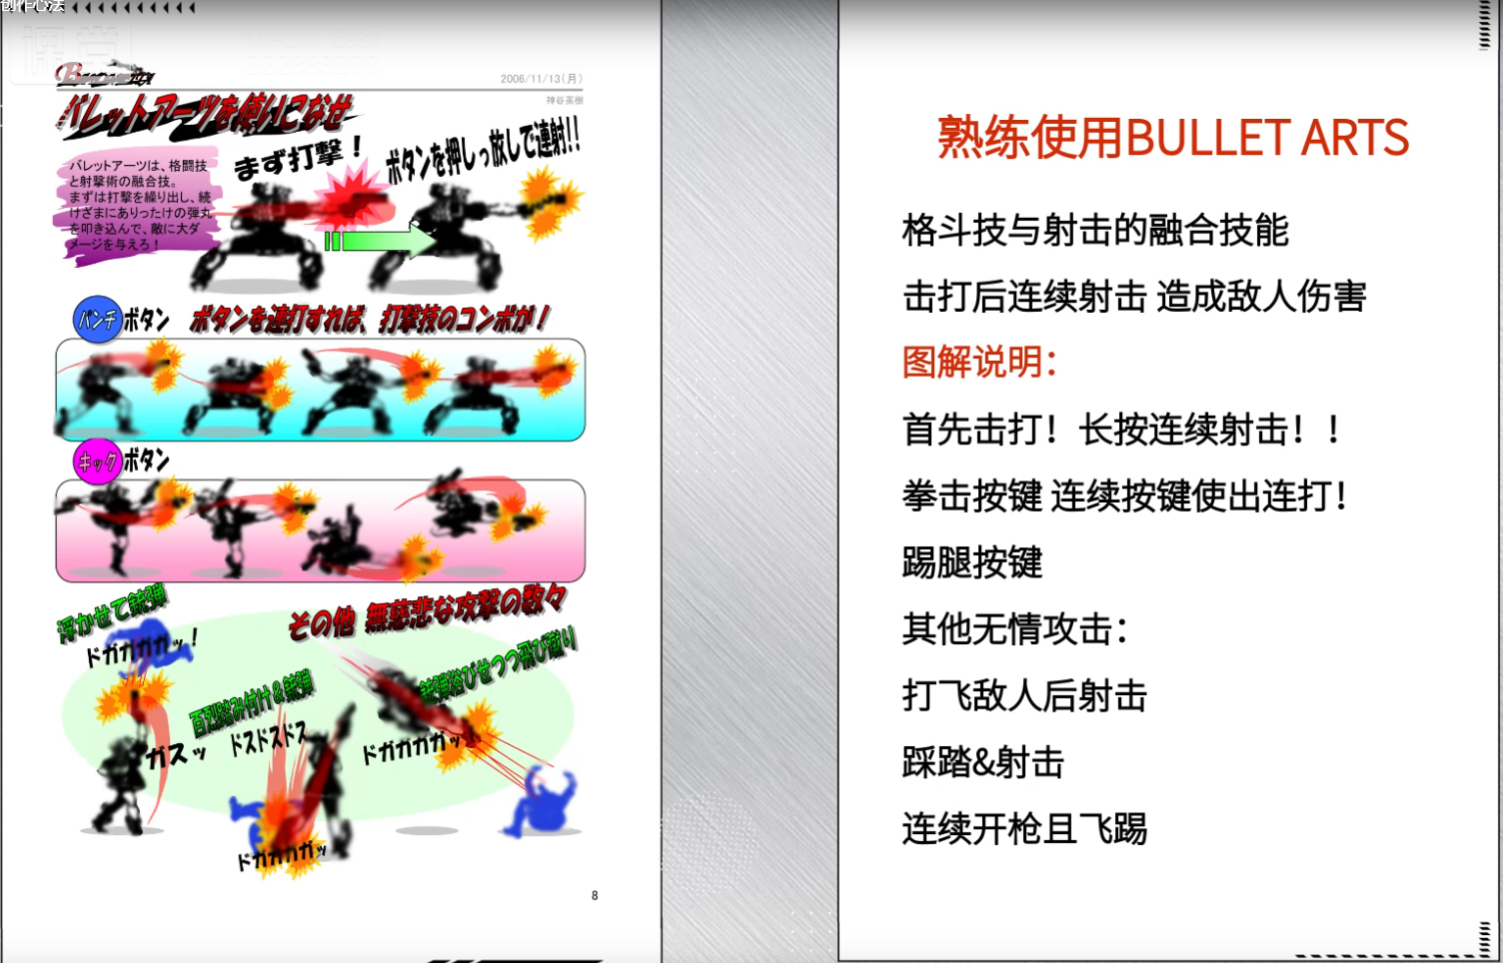 创作心法
课堂
BAYONETTA
2006/11/13(月)
神谷英樹
バレットアーツを使いこなせ
バレットアーツは、格闘技
と射撃術の融合技。
まずは打撃を繰り出し、続
けざまにありったけの弾丸
を叩き込んで、敵に大ダ
メージを与えろ！
まず打撃！
ボタンを押しっ放しで連射!!
パンチボタン
ボタンを連打すれば、打撃技のコンボが！
キックボタン
浮かせて銃弾
ドガガガガッ！
その他 無慈悲な攻撃の数々
銃弾浴びせつつ飛び蹴り
百烈踏み付け＆銃弾
ガスッ
ドスドスドス
ドガガガガッ！
ドガガガガッ
8
熟练使用BULLET ARTS
格斗技与射击的融合技能
击打后连续射击 造成敌人伤害
图解说明：
首先击打！长按连续射击！！
拳击按键 连续按键使出连打！
踢腿按键
其他无情攻击：
打飞敌人后射击
踩踏&射击
连续开枪且飞踢